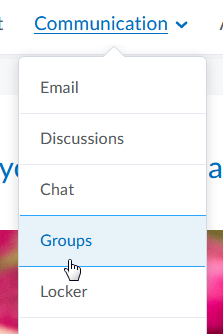 Communication
Email
Discussions
Chat
Groups
Locker